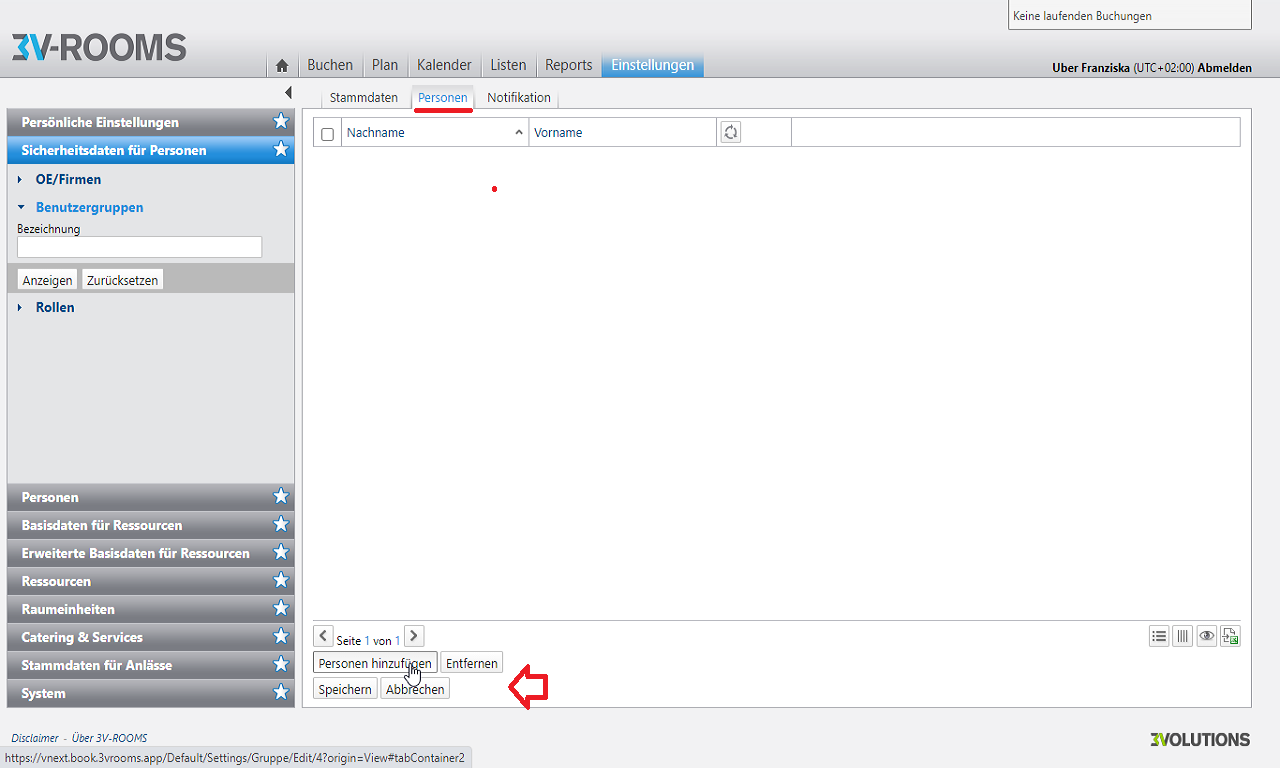 Keine laufenden Buchungen
3V-ROOMS
Buchen Plan Kalender Listen Reports Einstellungen
Uber Franziska (UTC+02:00) Abmelden
Stammdaten Personen Notifikation
Persönliche Einstellungen
Sicherheitsdaten für Personen
OE/Firmen
Benutzergruppen
Bezeichnung
Anzeigen Zurücksetzen
Rollen
Personen
Basisdaten für Ressourcen
Erweiterte Basisdaten für Ressourcen
Ressourcen
Raumeinheiten
Catering & Services
Stammdaten für Anlässe
System
Nachname Vorname
Seite 1 von 1
Personen hinzufügen Entfernen
Speichern Abbrechen
Disclaimer - Über 3V-ROOMS
3VOLUTIONS
https://vnext.book.3vrooms.app/Default/Settings/Gruppe/Edit/4?origin=View#tabContainer2